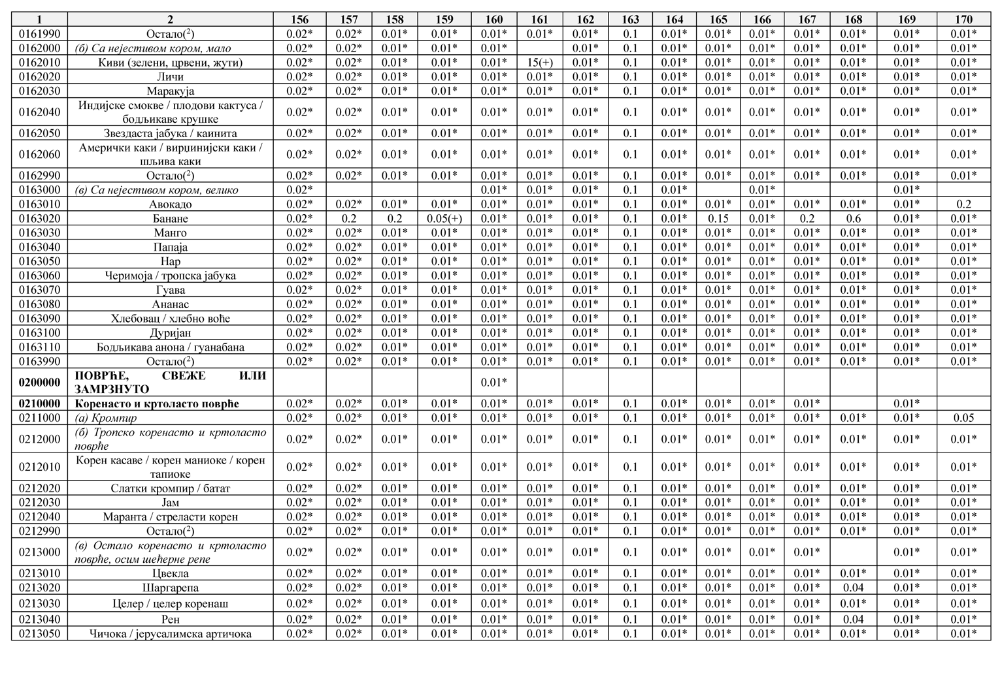 1 2 156 157 158 159 160 161 162 163 164 165 166 167 168 169 170
0161990 Остало(2) 0.02* 0.02* 0.01* 0.01* 0.01* 0.01* 0.01* 0.1 0.01* 0.01* 0.01* 0.01* 0.01* 0.01* 0.01*
0162000 (б) Са нејестивом кором, мало 0.02* 0.02* 0.01* 0.01* 0.01* 0.01* 0.1 0.01* 0.01* 0.01* 0.01* 0.01* 0.01* 0.01*
0162010 Киви (зелени, црвени, жути) 0.02* 0.02* 0.01* 0.01* 0.01* 15(+) 0.01* 0.1 0.01* 0.01* 0.01* 0.01* 0.01* 0.01* 0.01*
0162020 Личи 0.02* 0.02* 0.01* 0.01* 0.01* 0.01* 0.01* 0.1 0.01* 0.01* 0.01* 0.01* 0.01* 0.01* 0.01*
0162030 Маракуја 0.02* 0.02* 0.01* 0.01* 0.01* 0.01* 0.01* 0.1 0.01* 0.01* 0.01* 0.01* 0.01* 0.01* 0.01*
Индијске смокве / плодови кактуса /
0162040 бодљикаве крушке 0.02* 0.02* 0.01* 0.01* 0.01* 0.01* 0.01* 0.1 0.01* 0.01* 0.01* 0.01* 0.01* 0.01* 0.01*
0162050 Звездаста јабука / каинита 0.02* 0.02* 0.01* 0.01* 0.01* 0.01* 0.01* 0.1 0.01* 0.01* 0.01* 0.01* 0.01* 0.01* 0.01*
Амерички каки / вирџинијски каки /
0162060 шљива каки 0.02* 0.02* 0.01* 0.01* 0.01* 0.01* 0.01* 0.1 0.01* 0.01* 0.01* 0.01* 0.01* 0.01* 0.01*
0162990 Остало(2) 0.02* 0.02* 0.01* 0.01* 0.01* 0.01* 0.01* 0.1 0.01* 0.01* 0.01* 0.01* 0.01* 0.01* 0.01*
0163000 (в) Са нејестивом кором, велико 0.02* 0.01* 0.01* 0.01* 0.1 0.01* 0.01* 0.01*
0163010 Авокадо 0.02* 0.02* 0.01* 0.01* 0.01* 0.01* 0.01* 0.1 0.01* 0.01* 0.01* 0.01* 0.01* 0.01* 0.2
0163020 Банане 0.02* 0.2 0.2 0.05(+) 0.01* 0.01* 0.01* 0.1 0.01* 0.15 0.01* 0.2 0.6 0.01* 0.01*
0163030 Манго 0.02* 0.02* 0.01* 0.01* 0.01* 0.01* 0.01* 0.1 0.01* 0.01* 0.01* 0.01* 0.01* 0.01* 0.01*
0163040 Папаја 0.02* 0.02* 0.01* 0.01* 0.01* 0.01* 0.01* 0.1 0.01* 0.01* 0.01* 0.01* 0.01* 0.01* 0.01*
0163050 Нар 0.02* 0.02* 0.01* 0.01* 0.01* 0.01* 0.01* 0.1 0.01* 0.01* 0.01* 0.01* 0.01* 0.01* 0.01*
0163060 Черимоја / тропска јабука 0.02* 0.02* 0.01* 0.01* 0.01* 0.01* 0.01* 0.1 0.01* 0.01* 0.01* 0.01* 0.01* 0.01* 0.01*
0163070 Гуава 0.02* 0.02* 0.01* 0.01* 0.01* 0.01* 0.01* 0.1 0.01* 0.01* 0.01* 0.01* 0.01* 0.01* 0.01*
0163080 Ананас 0.02* 0.02* 0.01* 0.01* 0.01* 0.01* 0.01* 0.1 0.01* 0.01* 0.01* 0.01* 0.01* 0.01* 0.01*
0163090 Хлебовац / хлебно воће 0.02* 0.02* 0.01* 0.01* 0.01* 0.01* 0.01* 0.1 0.01* 0.01* 0.01* 0.01* 0.01* 0.01* 0.01*
0163100 Дуријан 0.02* 0.02* 0.01* 0.01* 0.01* 0.01* 0.01* 0.1 0.01* 0.01* 0.01* 0.01* 0.01* 0.01* 0.01*
0163110 Бодљикава анона / гуанабана 0.02* 0.02* 0.01* 0.01* 0.01* 0.01* 0.01* 0.1 0.01* 0.01* 0.01* 0.01* 0.01* 0.01* 0.01*
0163990 Остало(2) 0.02* 0.02* 0.01* 0.01* 0.01* 0.01* 0.01* 0.1 0.01* 0.01* 0.01* 0.01* 0.01* 0.01* 0.01*
ПОВРЋЕ, СВЕЖЕ ИЛИ
0200000 ЗАМРЗНУТО 0.01*
0210000 Коренасто и кртоласто поврће 0.02* 0.02* 0.01* 0.01* 0.01* 0.01* 0.01* 0.1 0.01* 0.01* 0.01* 0.01* 0.01*
0211000 (а) Кромпир 0.02* 0.02* 0.01* 0.01* 0.01* 0.01* 0.01* 0.1 0.01* 0.01* 0.01* 0.01* 0.01* 0.01* 0.05
(б) Тропско коренасто и кртоласто
0212000 поврће 0.02* 0.02* 0.01* 0.01* 0.01* 0.01* 0.01* 0.1 0.01* 0.01* 0.01* 0.01* 0.01* 0.01* 0.01*
Корен касаве / корен маниоке / корен
0212010 тапиоке 0.02* 0.02* 0.01* 0.01* 0.01* 0.01* 0.01* 0.1 0.01* 0.01* 0.01* 0.01* 0.01* 0.01* 0.01*
0212020 Слатки кромпир / батат 0.02* 0.02* 0.01* 0.01* 0.01* 0.01* 0.01* 0.1 0.01* 0.01* 0.01* 0.01* 0.01* 0.01* 0.01*
0212030 Јам 0.02* 0.02* 0.01* 0.01* 0.01* 0.01* 0.01* 0.1 0.01* 0.01* 0.01* 0.01* 0.01* 0.01* 0.01*
0212040 Маранта / стреласти корен 0.02* 0.02* 0.01* 0.01* 0.01* 0.01* 0.01* 0.1 0.01* 0.01* 0.01* 0.01* 0.01* 0.01* 0.01*
0212990 Остало(2) 0.02* 0.02* 0.01* 0.01* 0.01* 0.01* 0.01* 0.1 0.01* 0.01* 0.01* 0.01* 0.01* 0.01* 0.01*
(в) Остало коренасто и кртоласто
0213000 поврће, осим шећерне репе 0.02* 0.02* 0.01* 0.01* 0.01* 0.01* 0.01* 0.1 0.01* 0.01* 0.01* 0.01* 0.01* 0.01*
0213010 Цвекла 0.02* 0.02* 0.01* 0.01* 0.01* 0.01* 0.01* 0.1 0.01* 0.01* 0.01* 0.01* 0.01* 0.01* 0.01*
0213020 Шаргарепа 0.02* 0.02* 0.01* 0.01* 0.01* 0.01* 0.01* 0.1 0.01* 0.01* 0.01* 0.01* 0.04 0.01* 0.01*
0213030 Целер / целер коренаш 0.02* 0.02* 0.01* 0.01* 0.01* 0.01* 0.01* 0.1 0.01* 0.01* 0.01* 0.01* 0.01* 0.01* 0.01*
0213040 Рен 0.02* 0.02* 0.01* 0.01* 0.01* 0.01* 0.01* 0.1 0.01* 0.01* 0.01* 0.01* 0.04 0.01* 0.01*
0213050 Чичока / јерусалимска артичока 0.02* 0.02* 0.01* 0.01* 0.01* 0.01* 0.01* 0.1 0.01* 0.01* 0.01* 0.01* 0.01* 0.01* 0.01*